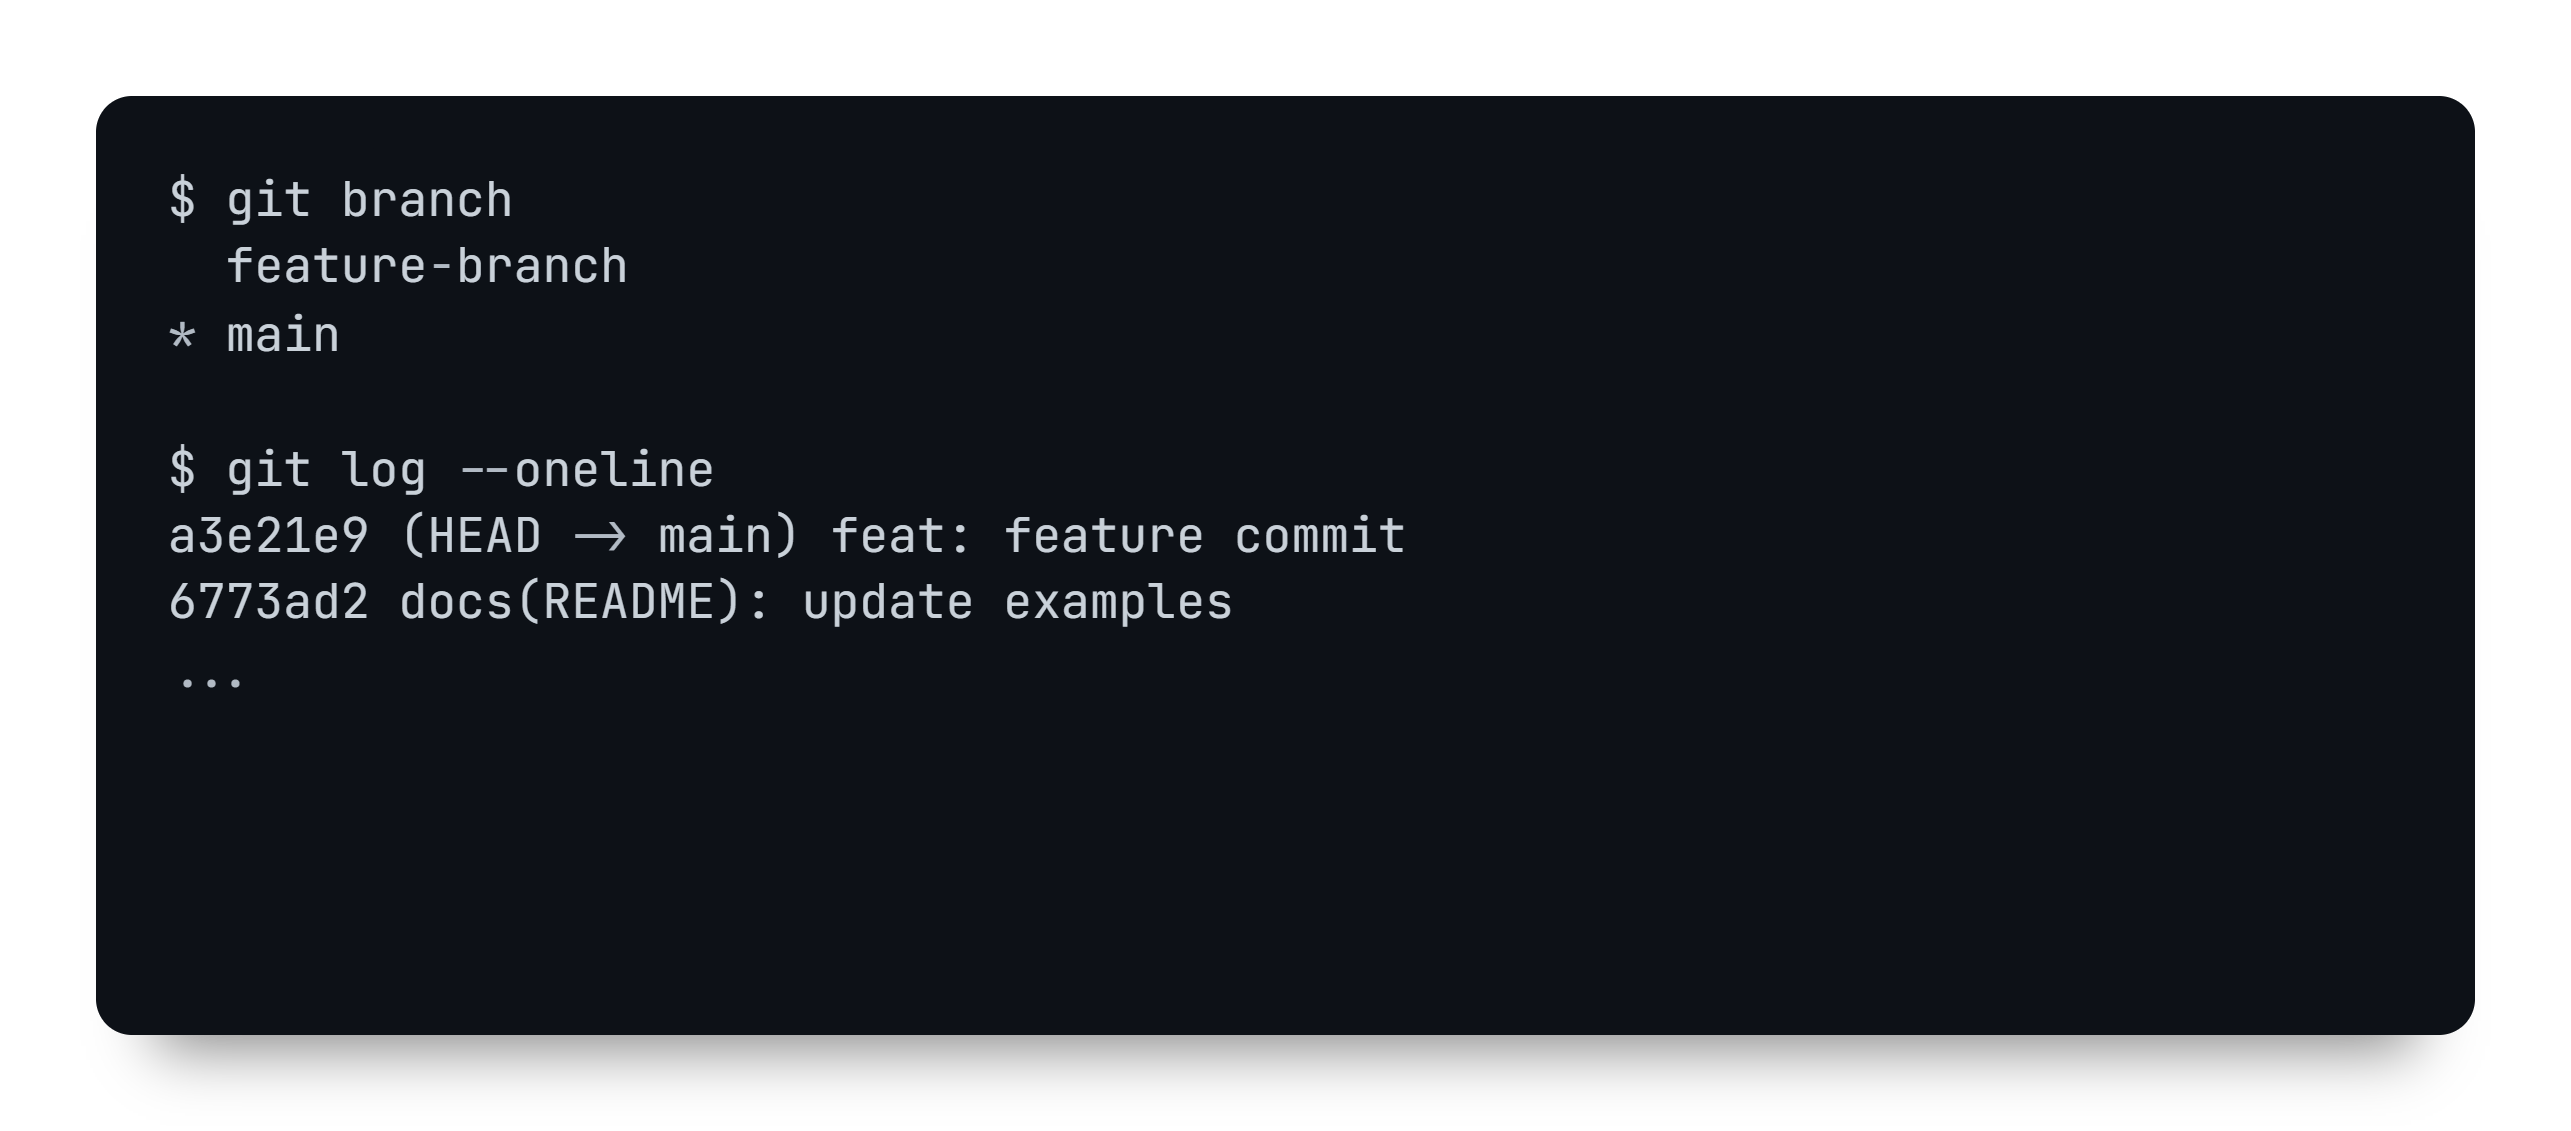 $ git branch
  feature-branch
* main

$ git log --oneline
a3e21e9 (HEAD -> main) feat: feature commit
6773ad2 docs(README): update examples
...